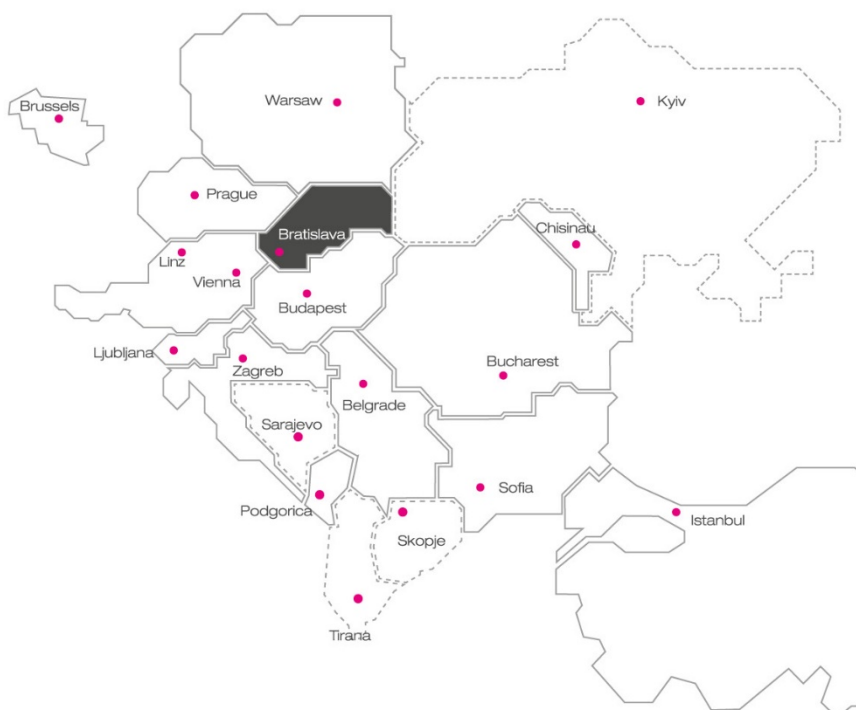 Warsaw
Kyiv
Brussels
Prague
Bratislava
Chisinau
Linz
Vienna
Budapest
Ljubljana
Zagreb
Bucharest
Belgrade
Sarajevo
Sofia
Podgorica
Istanbul
Skopje
Tirana